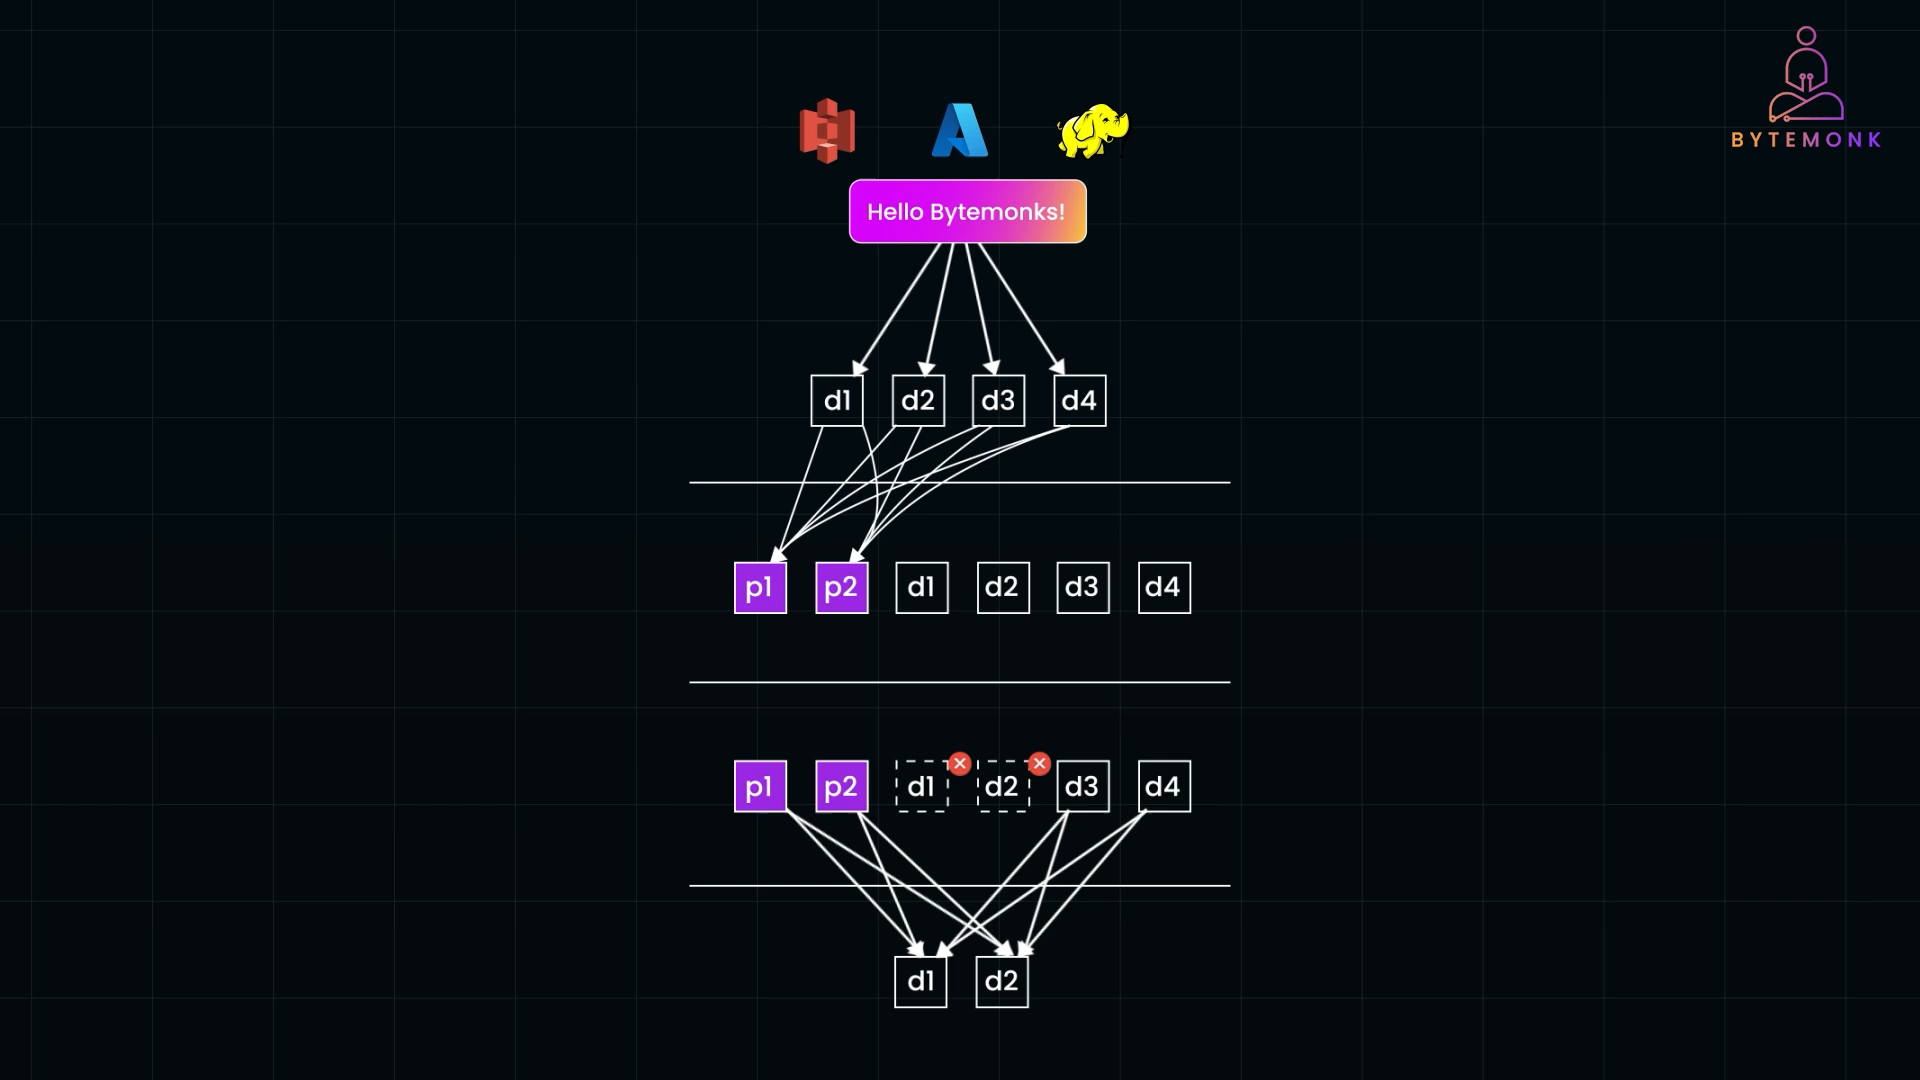 BYTEMONK
Hello Bytemonks!
d1 d2 d3 d4
p1 p2 d1 d2 d3 d4
p1 p2 d1 d2 d3 d4
d1 d2